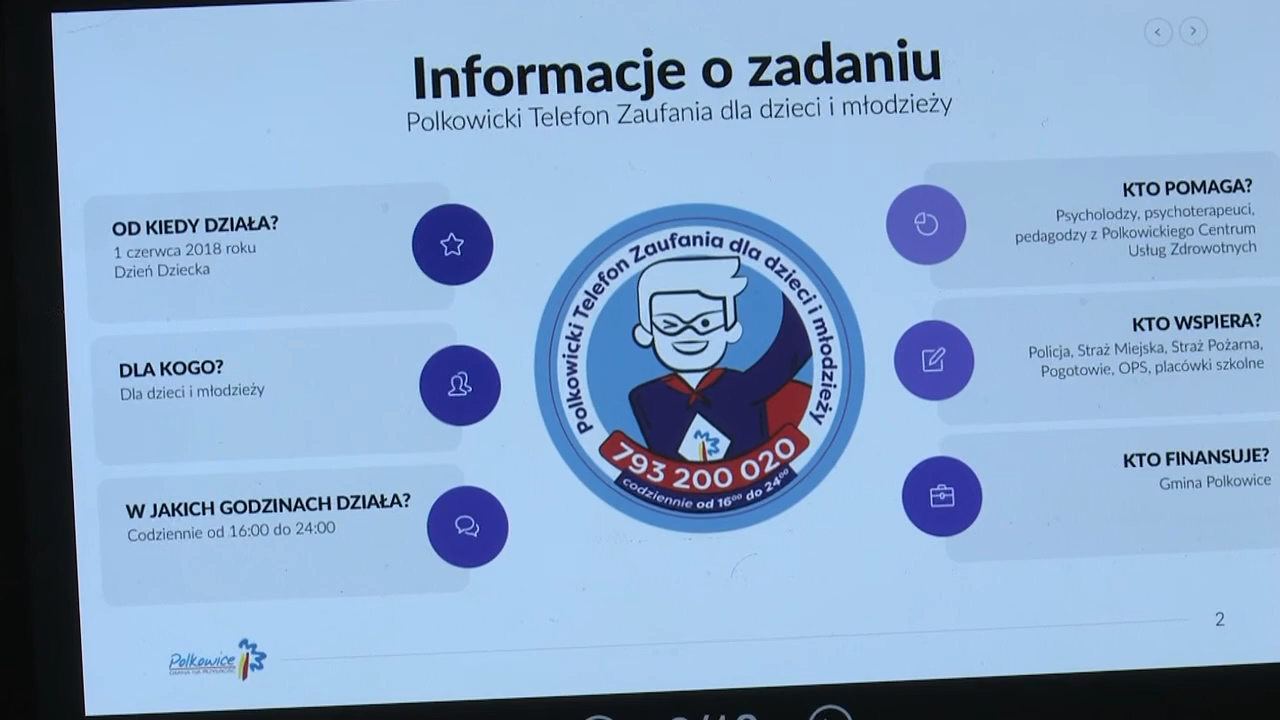 Informacje o zadaniu
Polkowicki Telefon Zaufania dla dzieci i młodzieży
OD KIEDY DZIAŁA?
1 czerwca 2018 roku
Dzień Dziecka
DLA KOGO?
Dla dzieci i młodzieży
W JAKICH GODZINACH DZIAŁA?
Codziennie od 16:00 do 24:00
Polkowicki Telefon Zaufania dla dzieci i młodzieży
793 200 020
codziennie od 16⁰⁰ do 24⁰⁰
KTO POMAGA?
Psycholodzy, psychoterapeuci,
pedagodzy z Polkowickiego Centrum
Usług Zdrowotnych
KTO WSPIERA?
Policja, Straż Miejska, Straż Pożarna,
Pogotowie, OPS, placówki szkolne
KTO FINANSUJE?
Gmina Polkowice
Polkowice
2